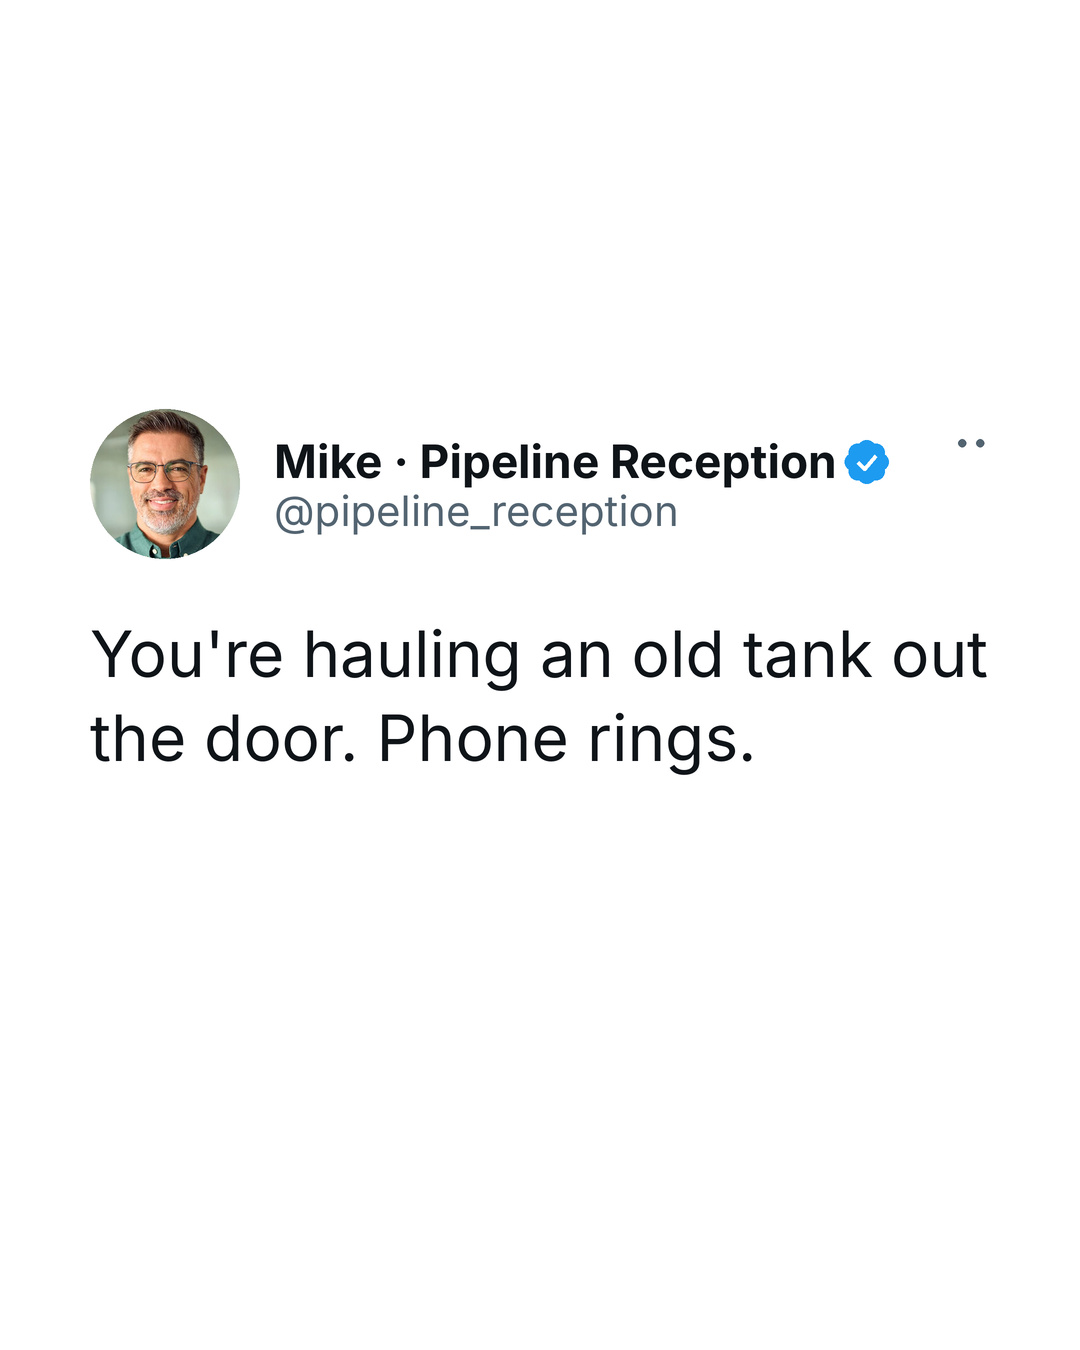 Mike · Pipeline Reception
@pipeline_reception
You're hauling an old tank out
the door. Phone rings.